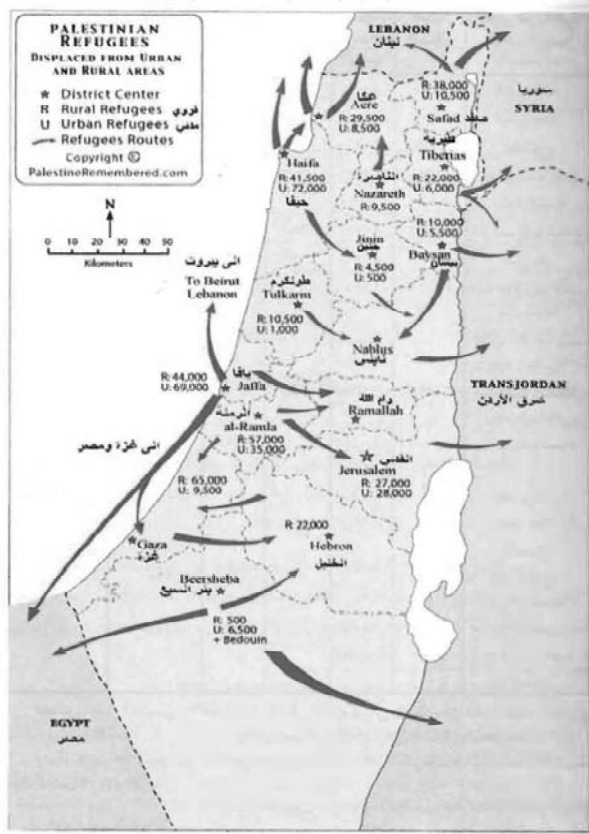 PALESTINIAN
REFUGEES
DISPLACED FROM URBAN
AND RURAL AREAS
★ District Center
R Rural Refugees قروي
U Urban Refugees مدني
Refugees Routes
Copyright ©
PalestineRemembered.com
N
0 10 20 30 40 50
Kilometers
LEBANON
لبنان
سوريا
SYRIA
R: 38,000
U: 10,500
Safad صفد
عكا
Acre
R: 29,500
U: 8,500
طبرية
Tiberias
R: 22,000
U: 6,000
Haifa
R: 41,500
U: 72,000
حيفا
الناصرة
Nazareth
R: 9,500
R: 10,000
U: 5,500
Baysan
بيسان
Jinin
جنين
R: 4,500
U: 500
الى بيروت
To Beirut
Lebanon
طولكرم
Tulkarm
R: 10,500
U: 1,000
Nablus
نابلس
R: 44,000
U: 69,000
يافا
Jaffa
TRANSJORDAN
شرق الأردن
رام الله
Ramallah
الرملة
al-Ramla
R: 57,000
U: 35,000
الى غزة ومصر
القدس
Jerusalem
R: 27,000
U: 28,000
R: 65,000
U: 9,500
Gaza
غزة
R: 22,000
Hebron
الخليل
Beersheba
بئر السبع
R: 500
U: 6,500
+ Bedouin
EGYPT
مصر